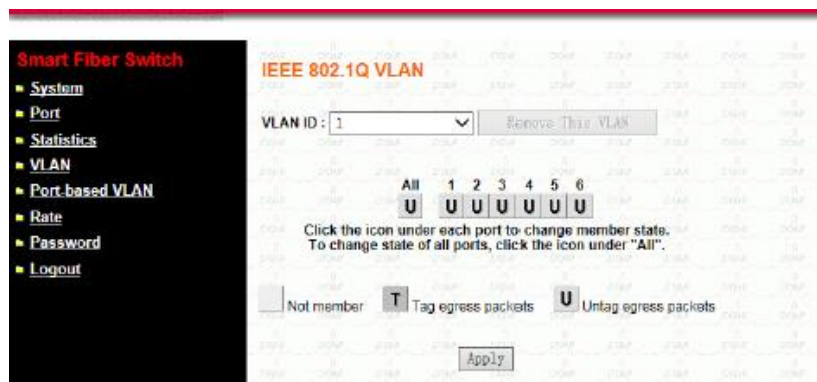 Smart Fiber Switch
System
Port
Statistics
VLAN
Port-based VLAN
Rate
Password
Logout
IEEE 802.1Q VLAN
VLAN ID : 1 Remove This VLAN
All 1 2 3 4 5 6
U U U U U U U
Click the icon under each port to change member state.
To change state of all ports, click the icon under "All".
Not member T Tag egress packets U Untag egress packets
Apply